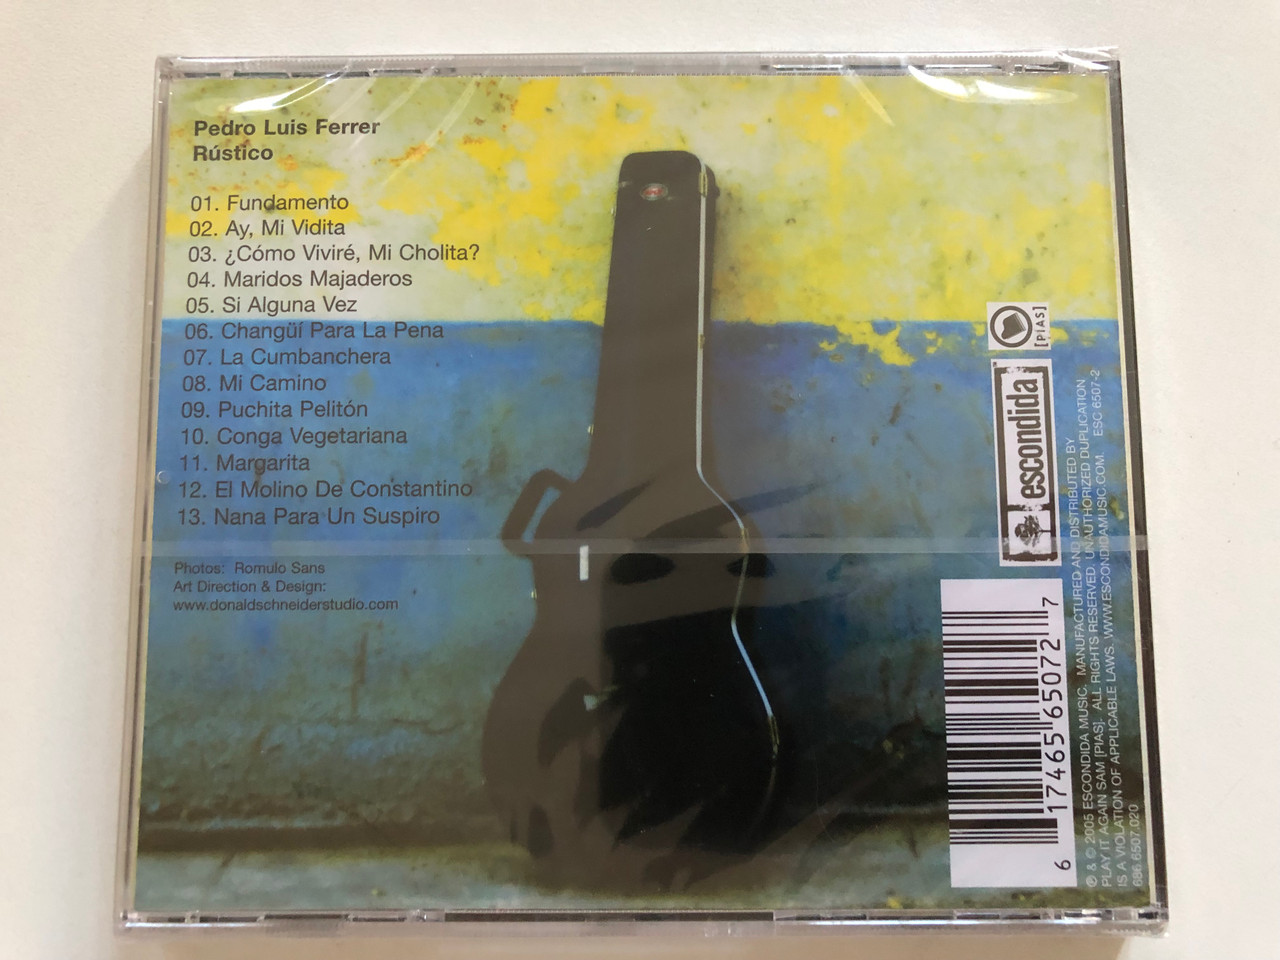 Pedro Luis Ferrer
Rústico
01. Fundamento
02. Ay, Mi Vidita
03. ¿Cómo Viviré, Mi Cholita?
04. Maridos Majaderos
05. Si Alguna Vez
06. Changüí Para La Pena
07. La Cumbanchera
08. Mi Camino
09. Puchita Pelitón
10. Conga Vegetariana
11. Margarita
12. El Molino De Constantino
13. Nana Para Un Suspiro
Photos: Romulo Sans
Art Direction & Design:
www.donaldschneiderstudio.com
[PIAS]
escondida
6 17465 65072 7
℗ & © 2005 ESCONDIDA MUSIC. MANUFACTURED AND DISTRIBUTED BY
PLAY IT AGAIN SAM [PIAS]. ALL RIGHTS RESERVED. UNAUTHORIZED DUPLICATION
IS A VIOLATION OF APPLICABLE LAWS. WWW.ESCONDIDAMUSIC.COM. ESC 6507-2
686.6507.020